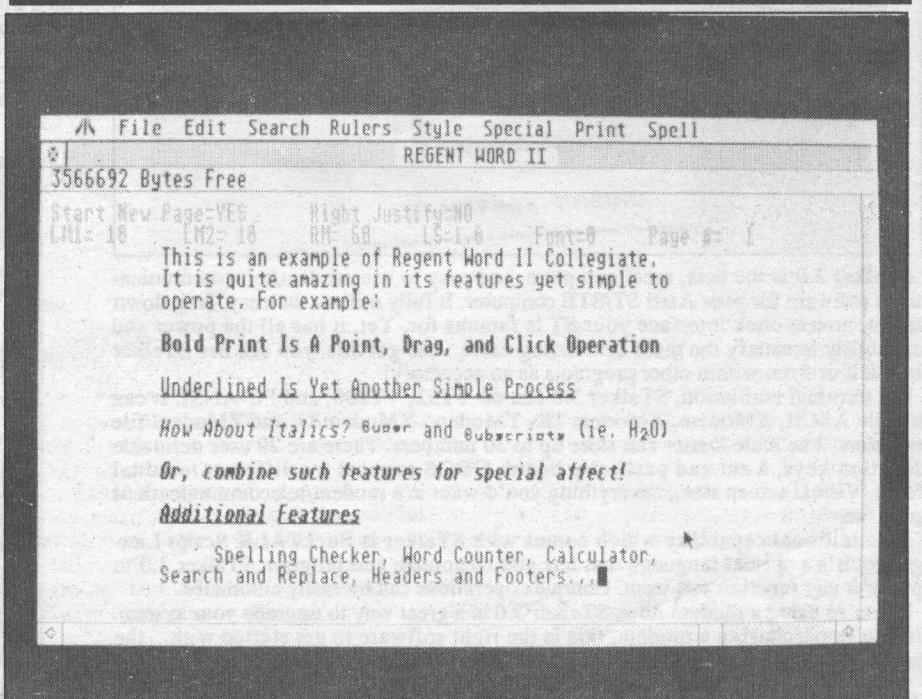 File Edit Search Rulers Style Special Print Spell
REGENT WORD II
3566692 Bytes Free
Start New Page=YES Right Justify=NO
LM1= 10 LM2= 10 RM= 60 LS=1.0 Font=0 Page #= 1
This is an example of Regent Word II Collegiate.
It is quite amazing in its features yet simple to
operate. For example:
Bold Print Is A Point, Drag, and Click Operation
Underlined Is Yet Another Simple Process
How About Italics? Super and Subscripts (ie: H₂O)
Or, combine such features for special affect!
Additional Features
Spelling Checker, Word Counter, Calculator,
Search and Replace, Headers and Footers...